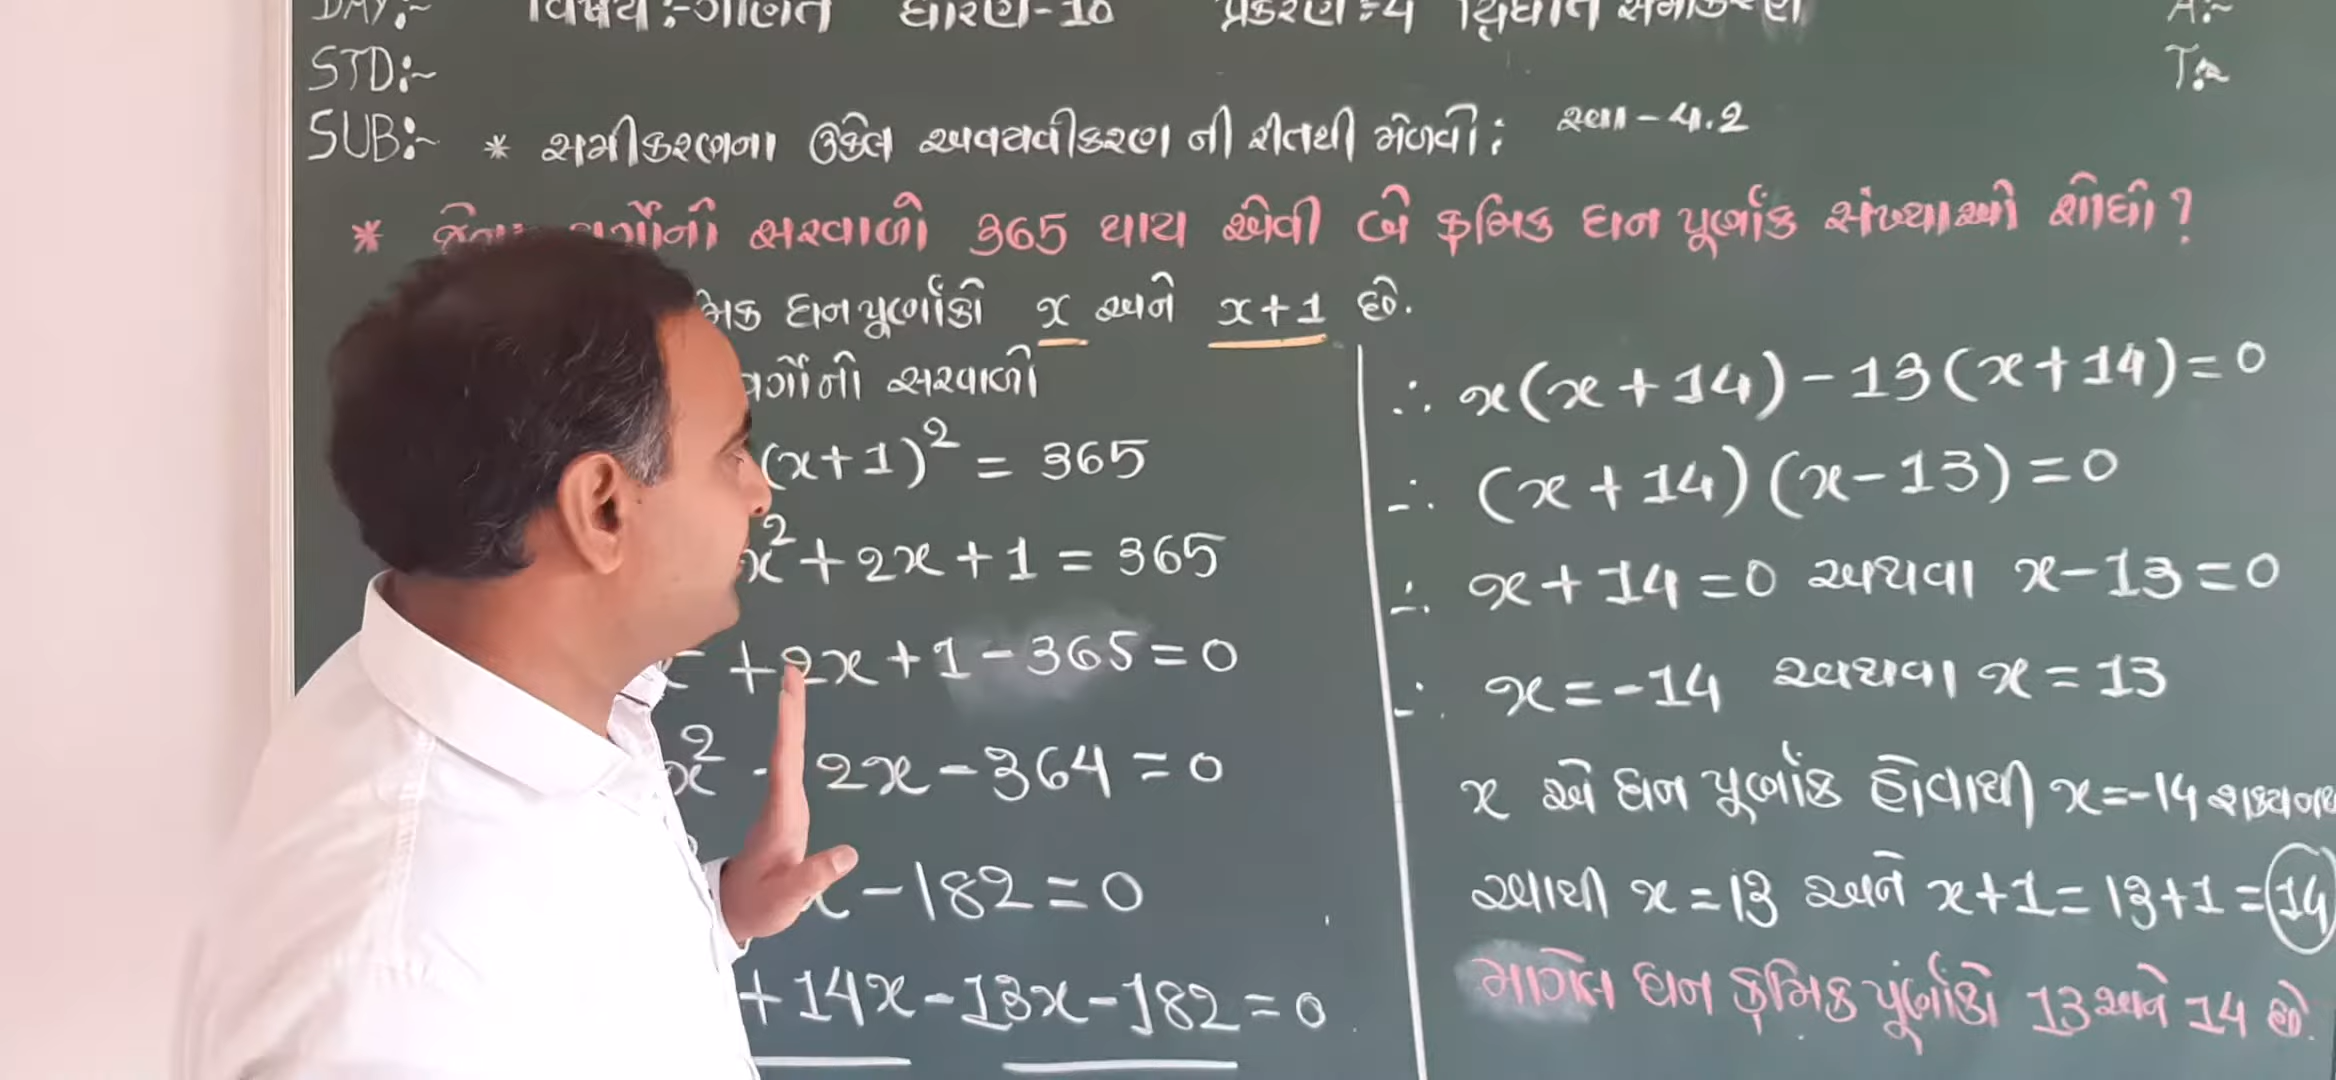 DAY:- વિષય:-ગણિત ધોરણ-10 પ્રકરણ:-4 દ્વિઘાત સમીકરણ A:-
STD:- T:-
SUB:- * સમીકરણના ઉકેલ અવયવીકરણ ની રીતથી મેળવો: સ્વા-4.2
* જેના વર્ગોનો સરવાળો 365 થાય એવી બે ક્રમિક ધન પૂર્ણાંક સંખ્યાઓ શોધો?
ધન પૂર્ણાંકો x અને x+1 છે.
વર્ગોનો સરવાળો
(x+1)² = 365
x² + 2x + 1 = 365
+2x+1-365=0
x² 2x-364=0
x-182=0
+14x-13x-182=0
∴ x(x+14)-13(x+14)=0
∴ (x+14)(x-13)=0
∴ x+14=0 અથવા x-13=0
∴ x=-14 અથવા x=13
x એ ધન પૂર્ણાંક હોવાથી x=-14
આથી x=13 અને x+1=13+1=14
માગેલ ધન ક્રમિક પૂર્ણાંકો 13 અને 14 છે.